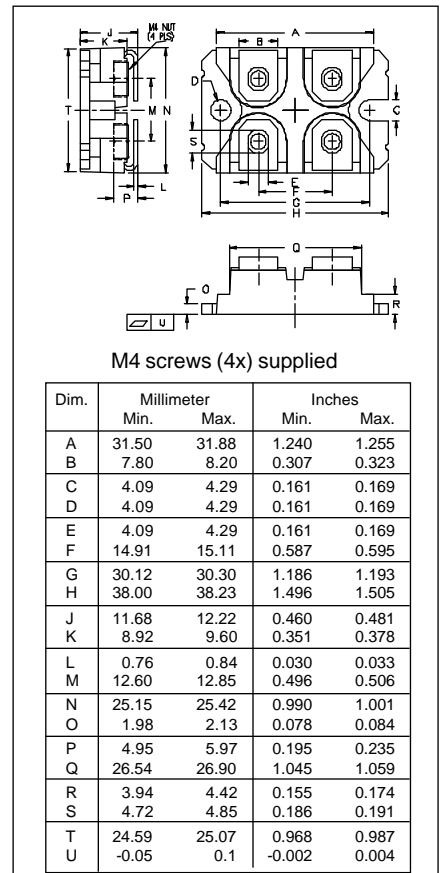 J
K
M4 NUT
(4 PLS)
T
M
N
L
P
A
B
D
C
S
E
F
G
H
Q
O
R
U
M4 screws (4x) supplied
Dim. Millimeter Inches
Min. Max. Min. Max.
A 31.50 31.88 1.240 1.255
B 7.80 8.20 0.307 0.323
C 4.09 4.29 0.161 0.169
D 4.09 4.29 0.161 0.169
E 4.09 4.29 0.161 0.169
F 14.91 15.11 0.587 0.595
G 30.12 30.30 1.186 1.193
H 38.00 38.23 1.496 1.505
J 11.68 12.22 0.460 0.481
K 8.92 9.60 0.351 0.378
L 0.76 0.84 0.030 0.033
M 12.60 12.85 0.496 0.506
N 25.15 25.42 0.990 1.001
O 1.98 2.13 0.078 0.084
P 4.95 5.97 0.195 0.235
Q 26.54 26.90 1.045 1.059
R 3.94 4.42 0.155 0.174
S 4.72 4.85 0.186 0.191
T 24.59 25.07 0.968 0.987
U -0.05 0.1 -0.002 0.004